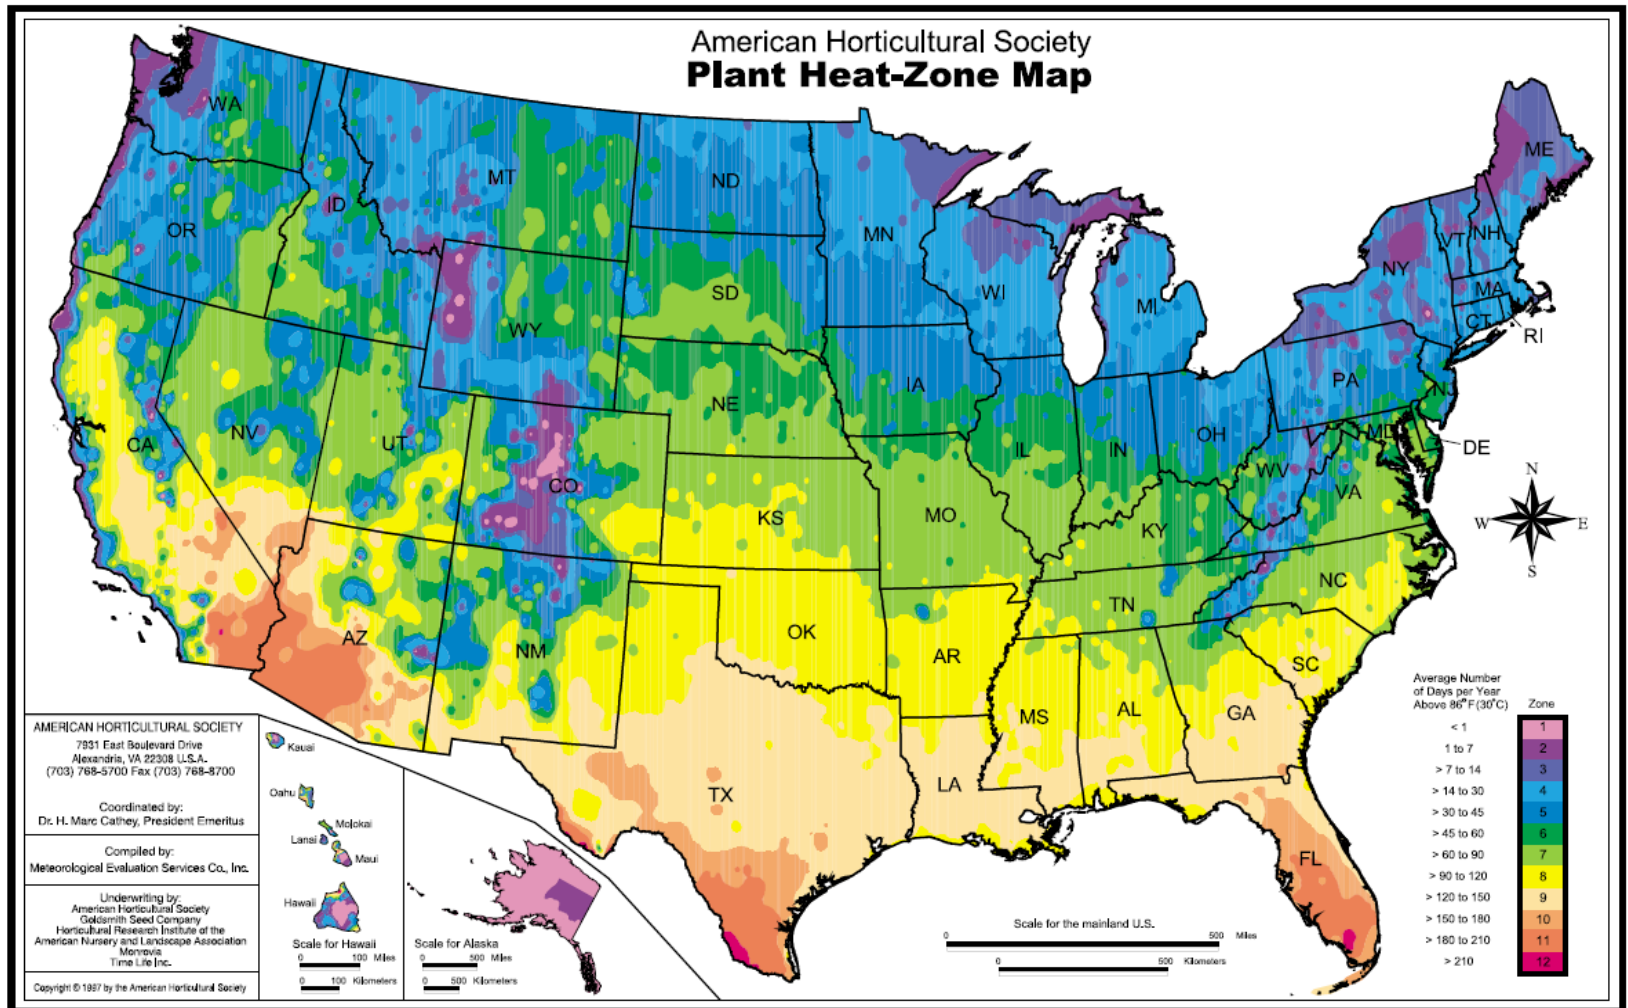 American Horticultural Society
Plant Heat-Zone Map
WA
OR
ID
MT
ND
MN
SD
WY
WI
MI
ME
VT
NH
NY
MA
CT
RI
PA
NJ
DE
MD
IA
NE
NV
CA
UT
CO
KS
MO
IL
IN
OH
WV
VA
KY
TN
NC
SC
AZ
NM
OK
AR
MS
AL
GA
LA
TX
FL
N
W
E
S
Average Number
of Days per Year
Above 86°F (30°C)
Zone
< 1 1
1 to 7 2
> 7 to 14 3
> 14 to 30 4
> 30 to 45 5
> 45 to 60 6
> 60 to 90 7
> 90 to 120 8
> 120 to 150 9
> 150 to 180 10
> 180 to 210 11
> 210 12
AMERICAN HORTICULTURAL SOCIETY
7931 East Boulevard Drive
Alexandria, VA 22308 U.S.A.
(703) 768-5700 Fax (703) 768-8700
Coordinated by:
Dr. H. Marc Cathey, President Emeritus
Compiled by:
Meteorological Evaluation Services Co., Inc.
Underwriting by:
American Horticultural Society
Goldsmith Seed Company
Horticultural Research Institute of the
American Nursery and Landscape Association
Monrovia
Time Life Inc.
Copyright © 1997 by the American Horticultural Society
Kauai
Oahu
Molokai
Lanai
Maui
Hawaii
Scale for Hawaii
0 100 Miles
0 100 Kilometers
Scale for Alaska
0 500 Miles
0 500 Kilometers
Scale for the mainland U.S.
0 500 Miles
0 500 Kilometers